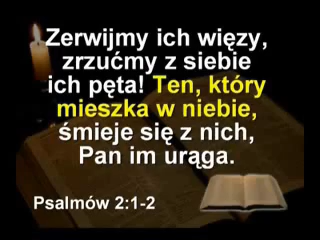 Zerwijmy ich więzy,
zrzućmy z siebie
ich pęta! Ten, który
mieszka w niebie,
śmieje się z nich,
Pan im urąga.
Psalmów 2:1-2